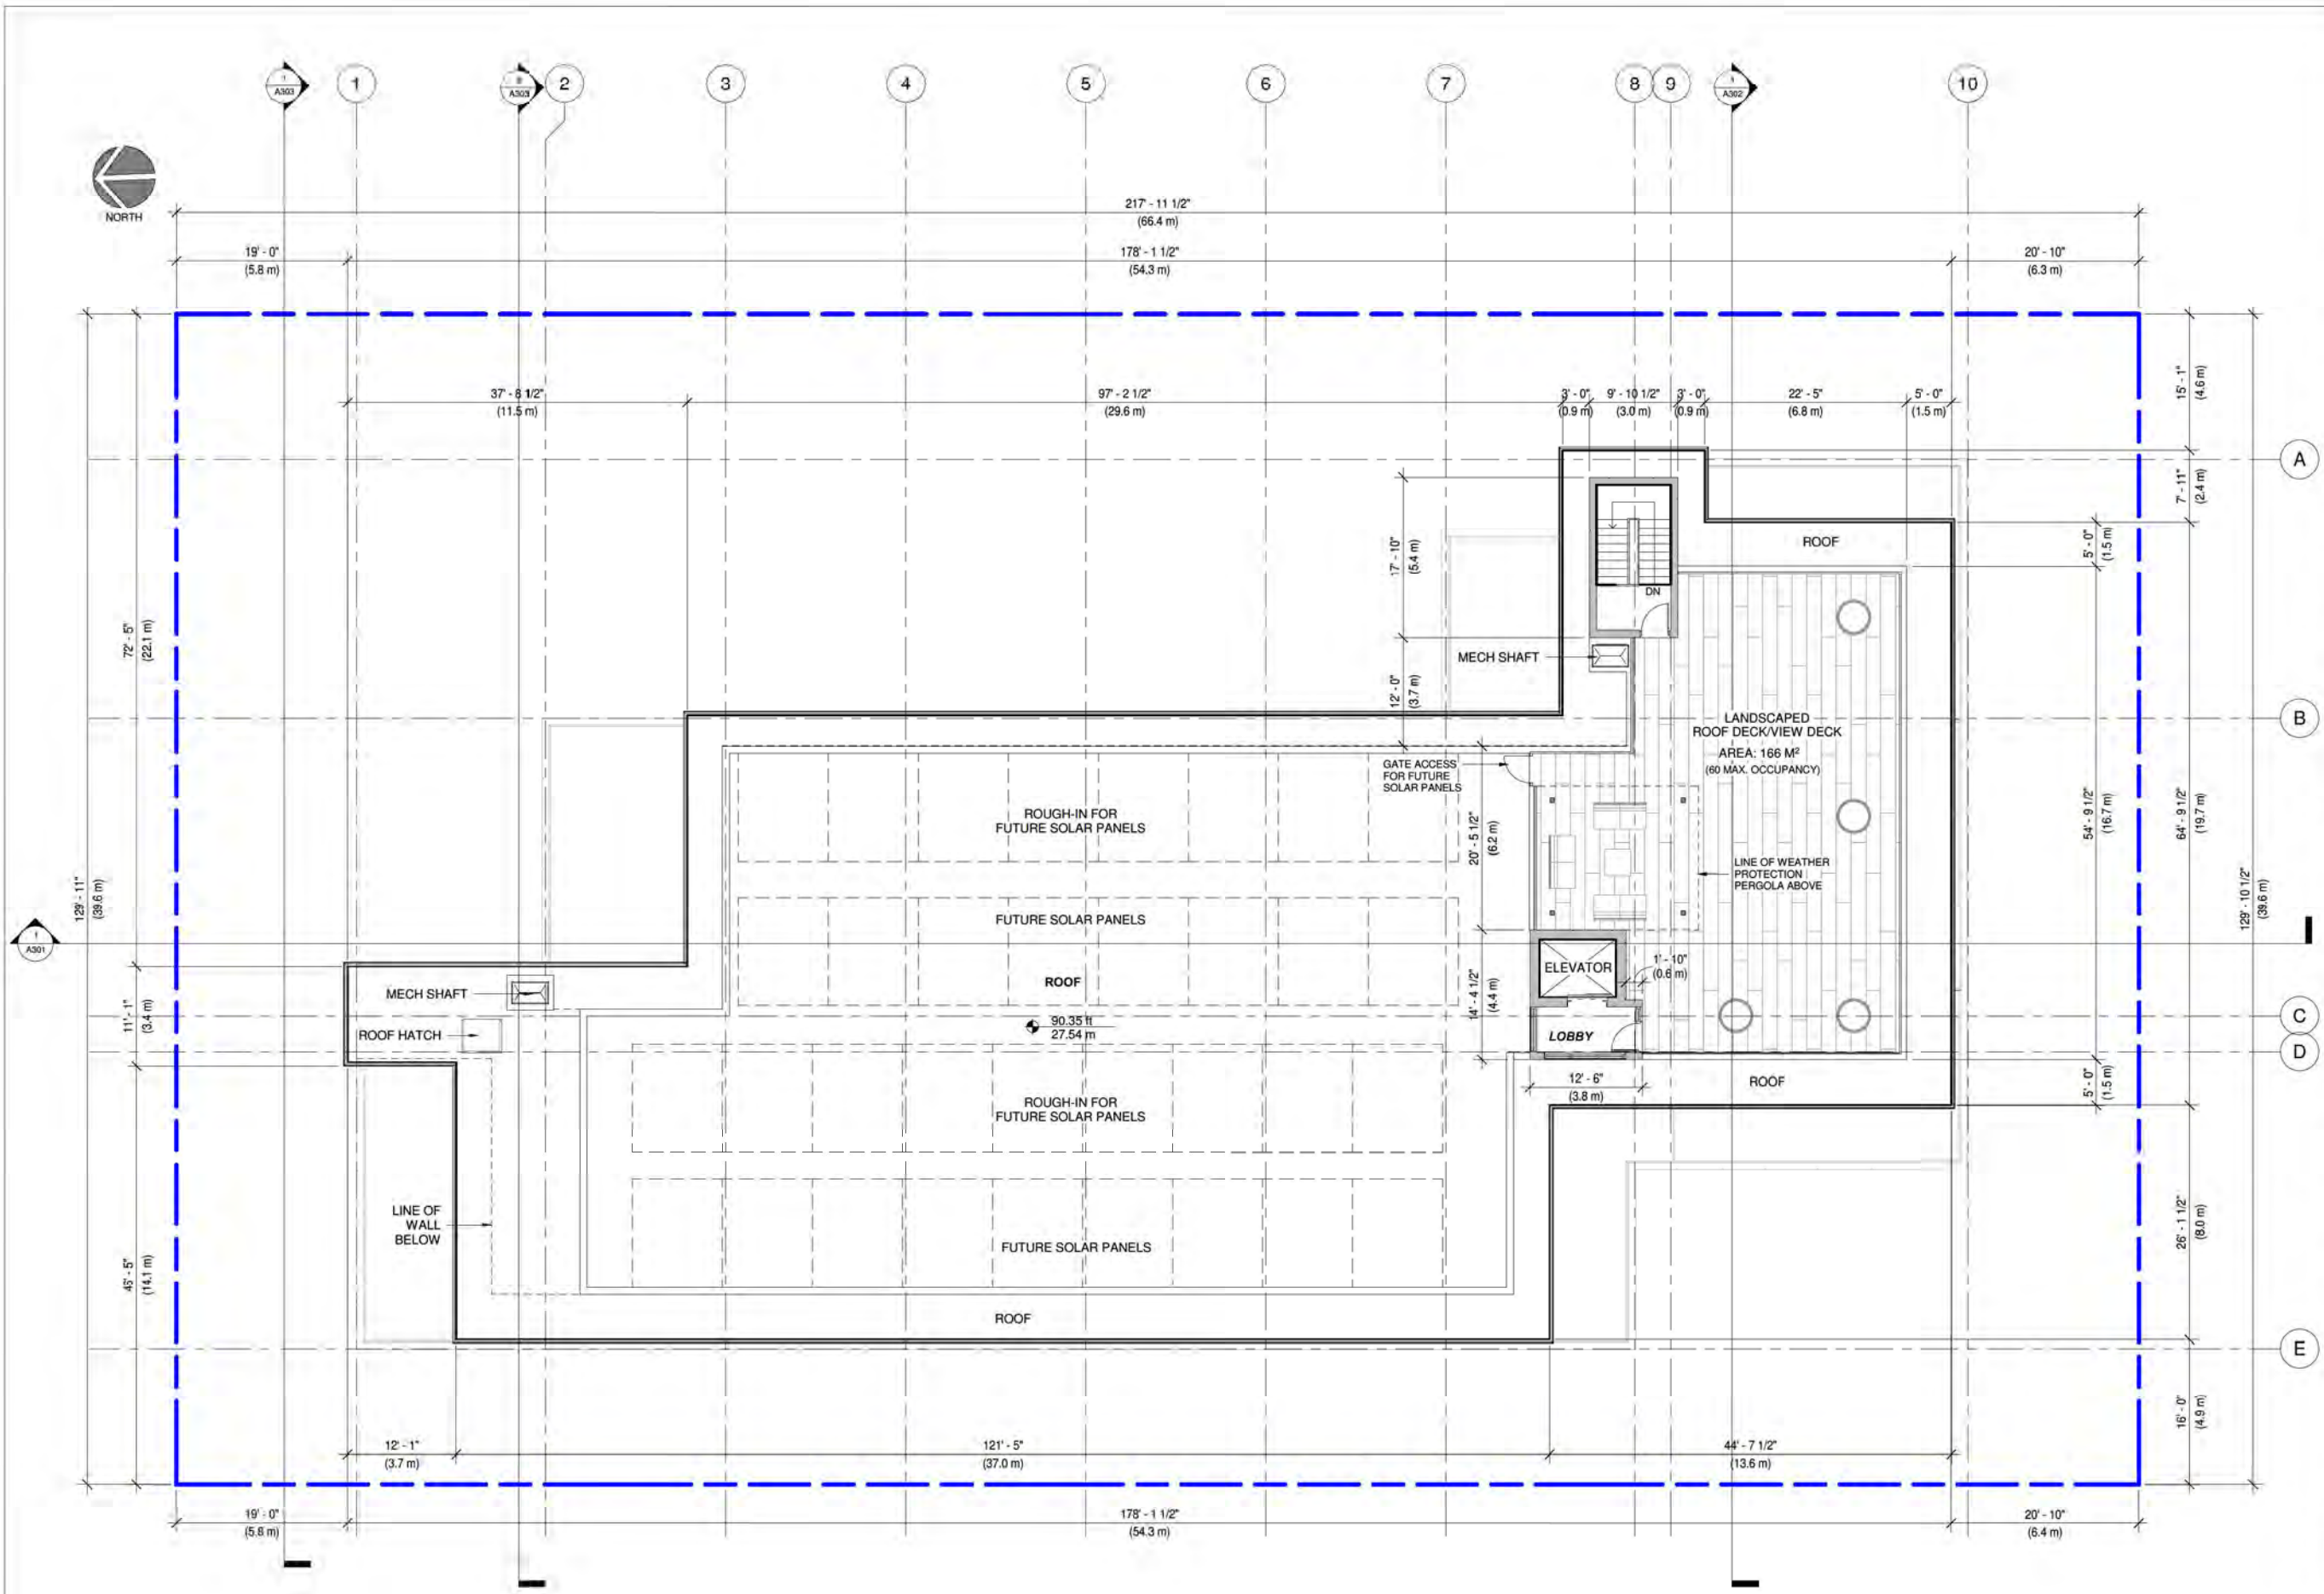 1
A303
1
2
A303
2
3
4
5
6
7
8
9
1
A302
10
NORTH
217' - 11 1/2"
(66.4 m)
19' - 0"
(5.8 m)
178' - 1 1/2"
(54.3 m)
20' - 10"
(6.3 m)
37' - 8 1/2"
(11.5 m)
97' - 2 1/2"
(29.6 m)
3' - 0"
(0.9 m)
9' - 10 1/2"
(3.0 m)
3' - 0"
(0.9 m)
22' - 5"
(6.8 m)
5' - 0"
(1.5 m)
15' - 1"
(4.6 m)
A
7' - 11"
(2.4 m)
ROOF
5' - 0"
(1.5 m)
17' - 10"
(5.4 m)
DN
72' - 5"
(22.1 m)
MECH SHAFT
12' - 0"
(3.7 m)
B
LANDSCAPED
ROOF DECK/VIEW DECK
AREA: 166 M²
(60 MAX. OCCUPANCY)
GATE ACCESS
FOR FUTURE
SOLAR PANELS
ROUGH-IN FOR
FUTURE SOLAR PANELS
20' - 5 1/2"
(6.2 m)
54' - 9 1/2"
(16.7 m)
64' - 9 1/2"
(19.7 m)
LINE OF WEATHER
PROTECTION
PERGOLA ABOVE
129' - 11"
(39.6 m)
129' - 10 1/2"
(39.6 m)
FUTURE SOLAR PANELS
1
A301
ELEVATOR
1' - 10"
(0.6 m)
ROOF
MECH SHAFT
14' - 4 1/2"
(4.4 m)
11' - 1"
(3.4 m)
90.35 ft
27.54 m
C
ROOF HATCH
LOBBY
D
12' - 6"
(3.8 m)
ROOF
5' - 0"
(1.5 m)
ROUGH-IN FOR
FUTURE SOLAR PANELS
LINE OF
WALL
BELOW
26' - 1 1/2"
(8.0 m)
FUTURE SOLAR PANELS
46' - 5"
(14.1 m)
ROOF
E
16' - 0"
(4.9 m)
12' - 1"
(3.7 m)
121' - 5"
(37.0 m)
44' - 7 1/2"
(13.6 m)
19' - 0"
(5.8 m)
178' - 1 1/2"
(54.3 m)
20' - 10"
(6.4 m)